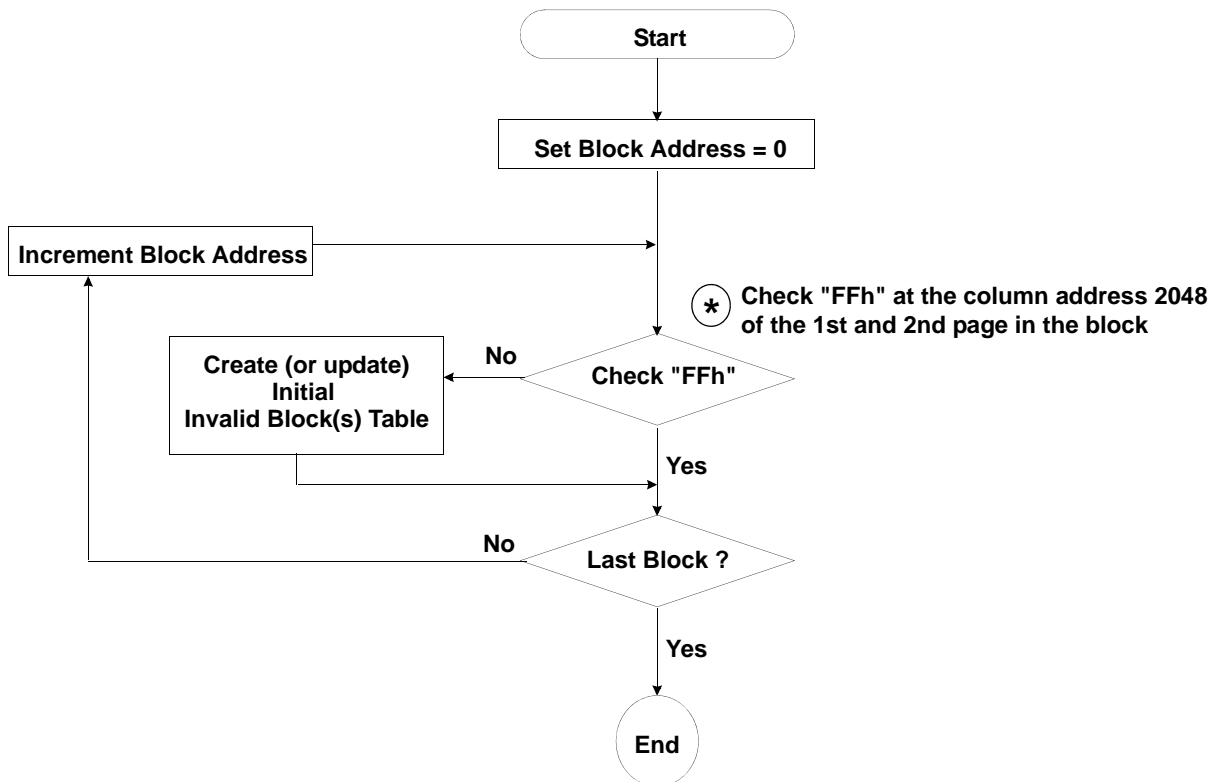 Start
Set Block Address = 0
Increment Block Address
* Check "FFh" at the column address 2048
of the 1st and 2nd page in the block
No
Create (or update)
Initial
Invalid Block(s) Table
Check "FFh"
Yes
No
Last Block ?
Yes
End